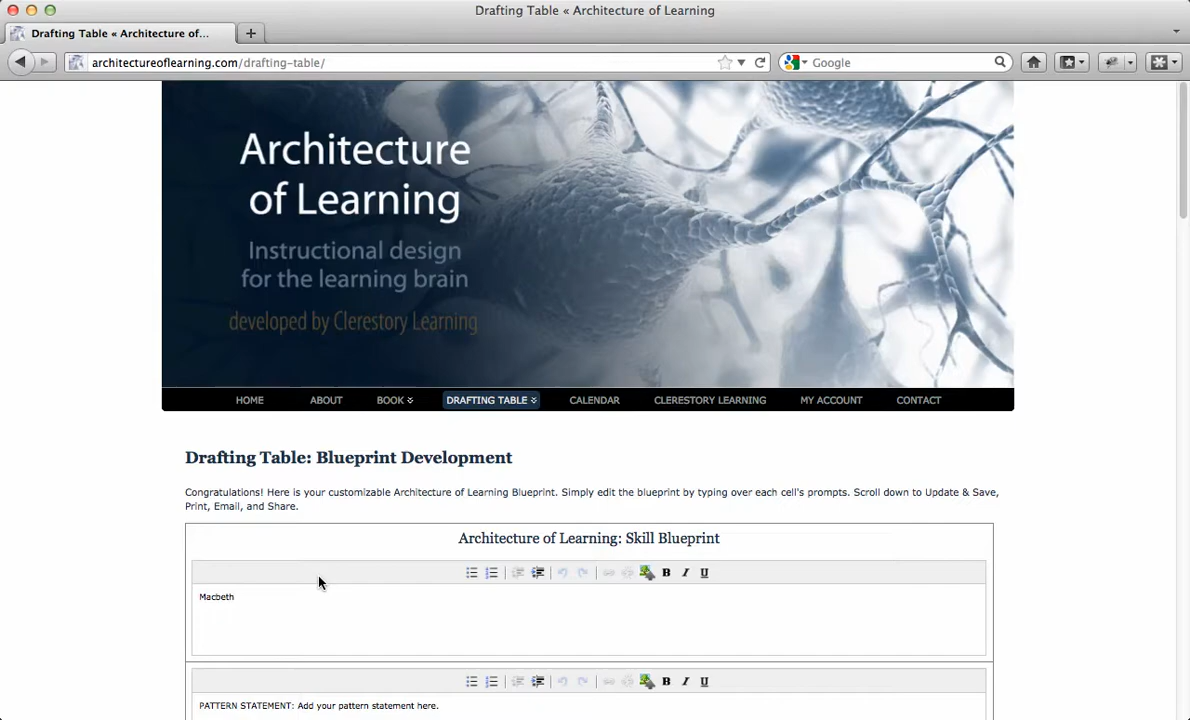 Drafting Table « Architecture of Learning
Drafting Table « Architecture of...
architectureoflearning.com/drafting-table/
Google
Architecture
of Learning
Instructional design
for the learning brain
developed by Clerestory Learning
HOME ABOUT BOOK DRAFTING TABLE CALENDAR CLERESTORY LEARNING MY ACCOUNT CONTACT
Drafting Table: Blueprint Development
Congratulations! Here is your customizable Architecture of Learning Blueprint. Simply edit the blueprint by typing over each cell's prompts. Scroll down to Update & Save,
Print, Email, and Share.
Architecture of Learning: Skill Blueprint
B I U
Macbeth
B I U
PATTERN STATEMENT: Add your pattern statement here.